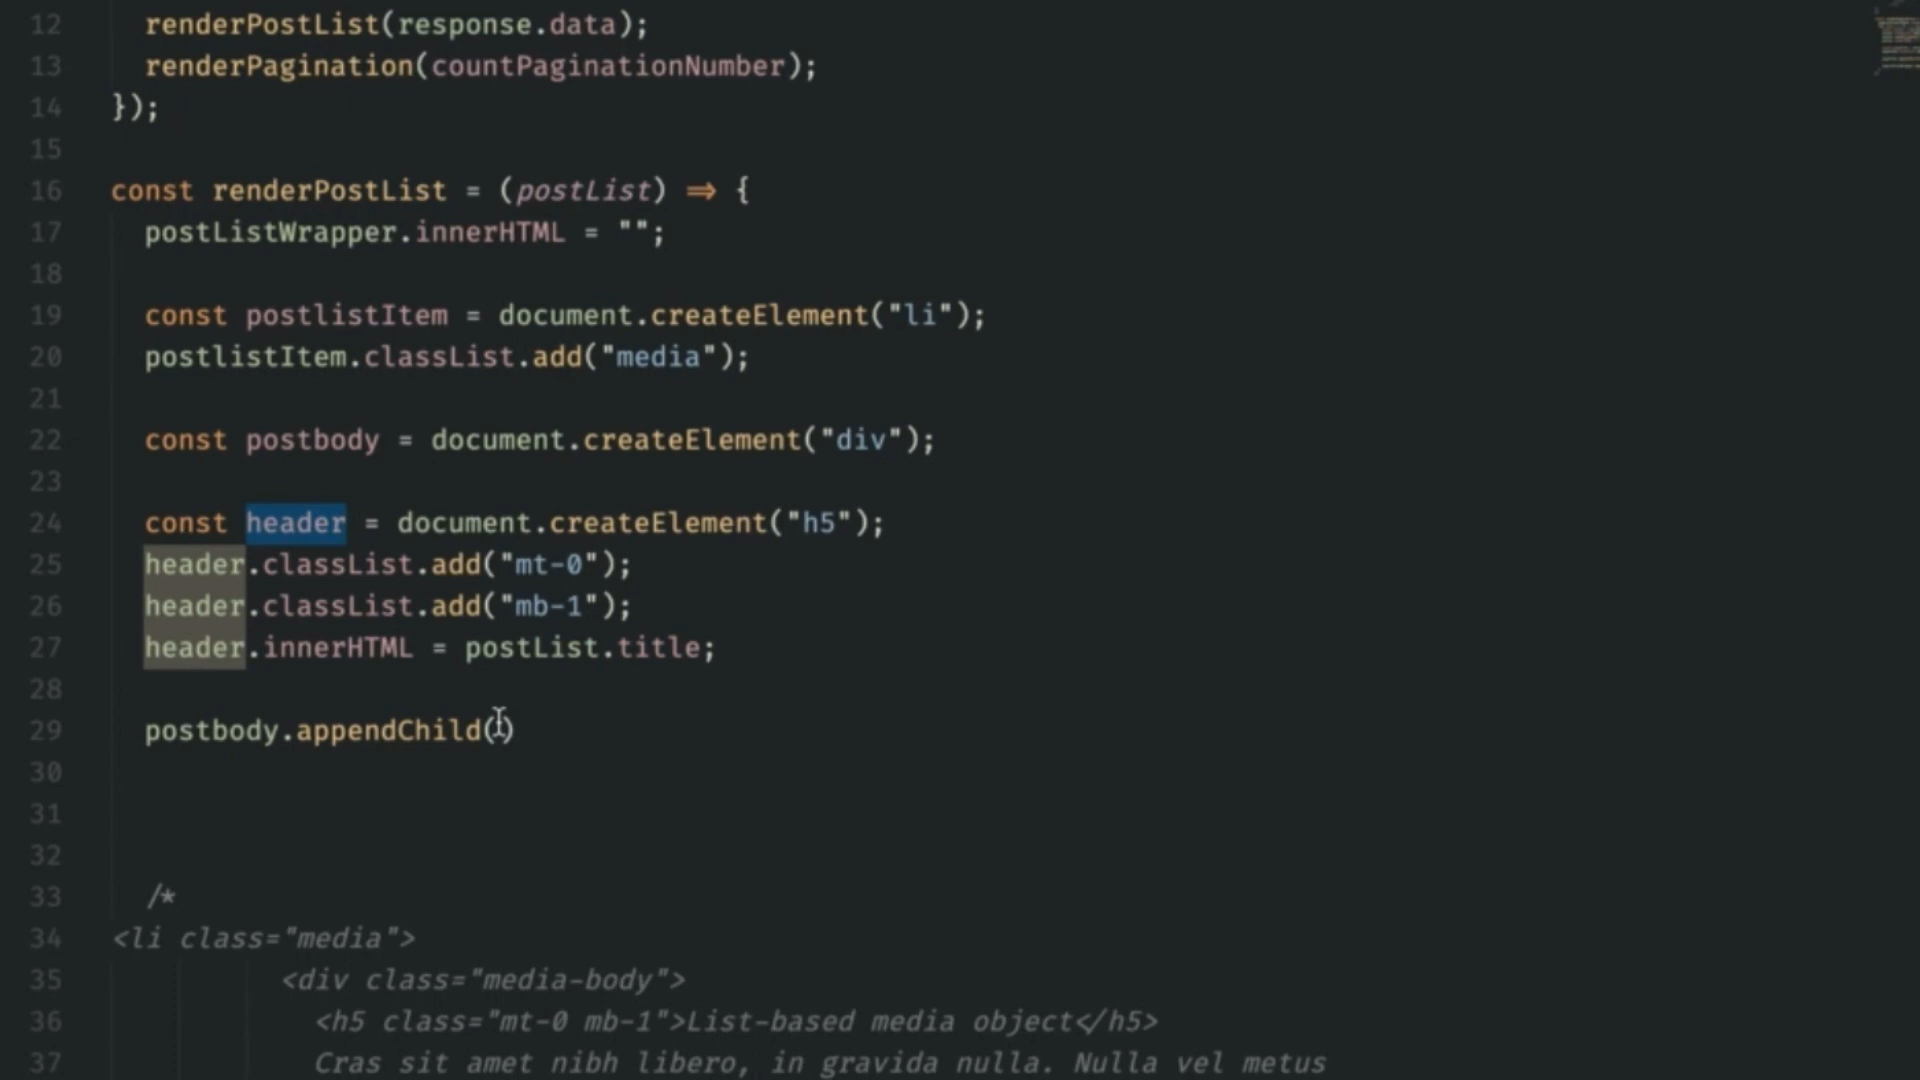 12 renderPostList(response.data);
13 renderPagination(countPaginationNumber);
14 });
15
16 const renderPostList = (postList) => {
17 postListWrapper.innerHTML = "";
18
19 const postlistItem = document.createElement("li");
20 postlistItem.classList.add("media");
21
22 const postbody = document.createElement("div");
23
24 const header = document.createElement("h5");
25 header.classList.add("mt-0");
26 header.classList.add("mb-1");
27 header.innerHTML = postList.title;
28
29 postbody.appendChild()
30
31
32
33 /*
34 <li class="media">
35 <div class="media-body">
36 <h5 class="mt-0 mb-1">List-based media object</h5>
37 Cras sit amet nibh libero, in gravida nulla. Nulla vel metus